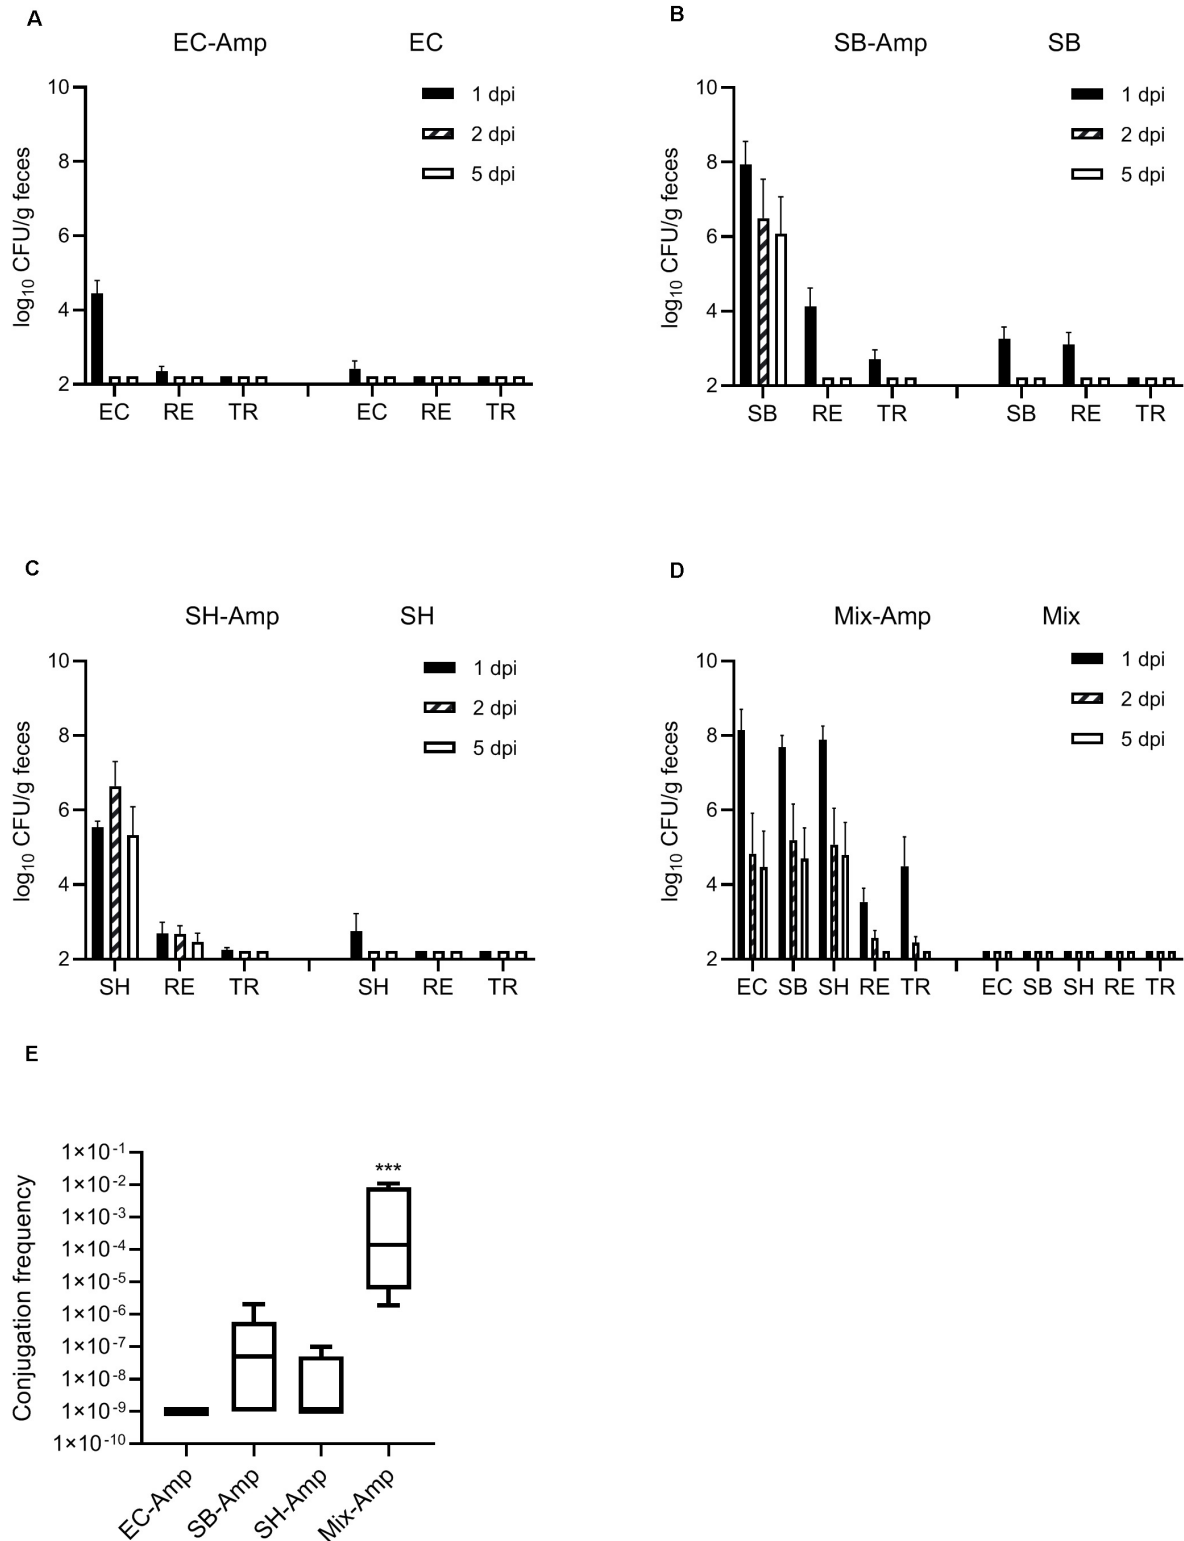 A
EC-Amp EC
10
8
6
4
2
log10 CFU/g feces
1 dpi
2 dpi
5 dpi
EC RE TR EC RE TR
B
SB-Amp SB
10
8
6
4
2
log10 CFU/g feces
1 dpi
2 dpi
5 dpi
SB RE TR SB RE TR
C
SH-Amp SH
10
8
6
4
2
log10 CFU/g feces
1 dpi
2 dpi
5 dpi
SH RE TR SH RE TR
D
Mix-Amp Mix
10
8
6
4
2
log10 CFU/g feces
1 dpi
2 dpi
5 dpi
EC SB SH RE TR EC SB SH RE TR
E
Conjugation frequency
1×10-1
1×10-2
1×10-3
1×10-4
1×10-5
1×10-6
1×10-7
1×10-8
1×10-9
1×10-10
***
EC-Amp
SB-Amp
SH-Amp
Mix-Amp